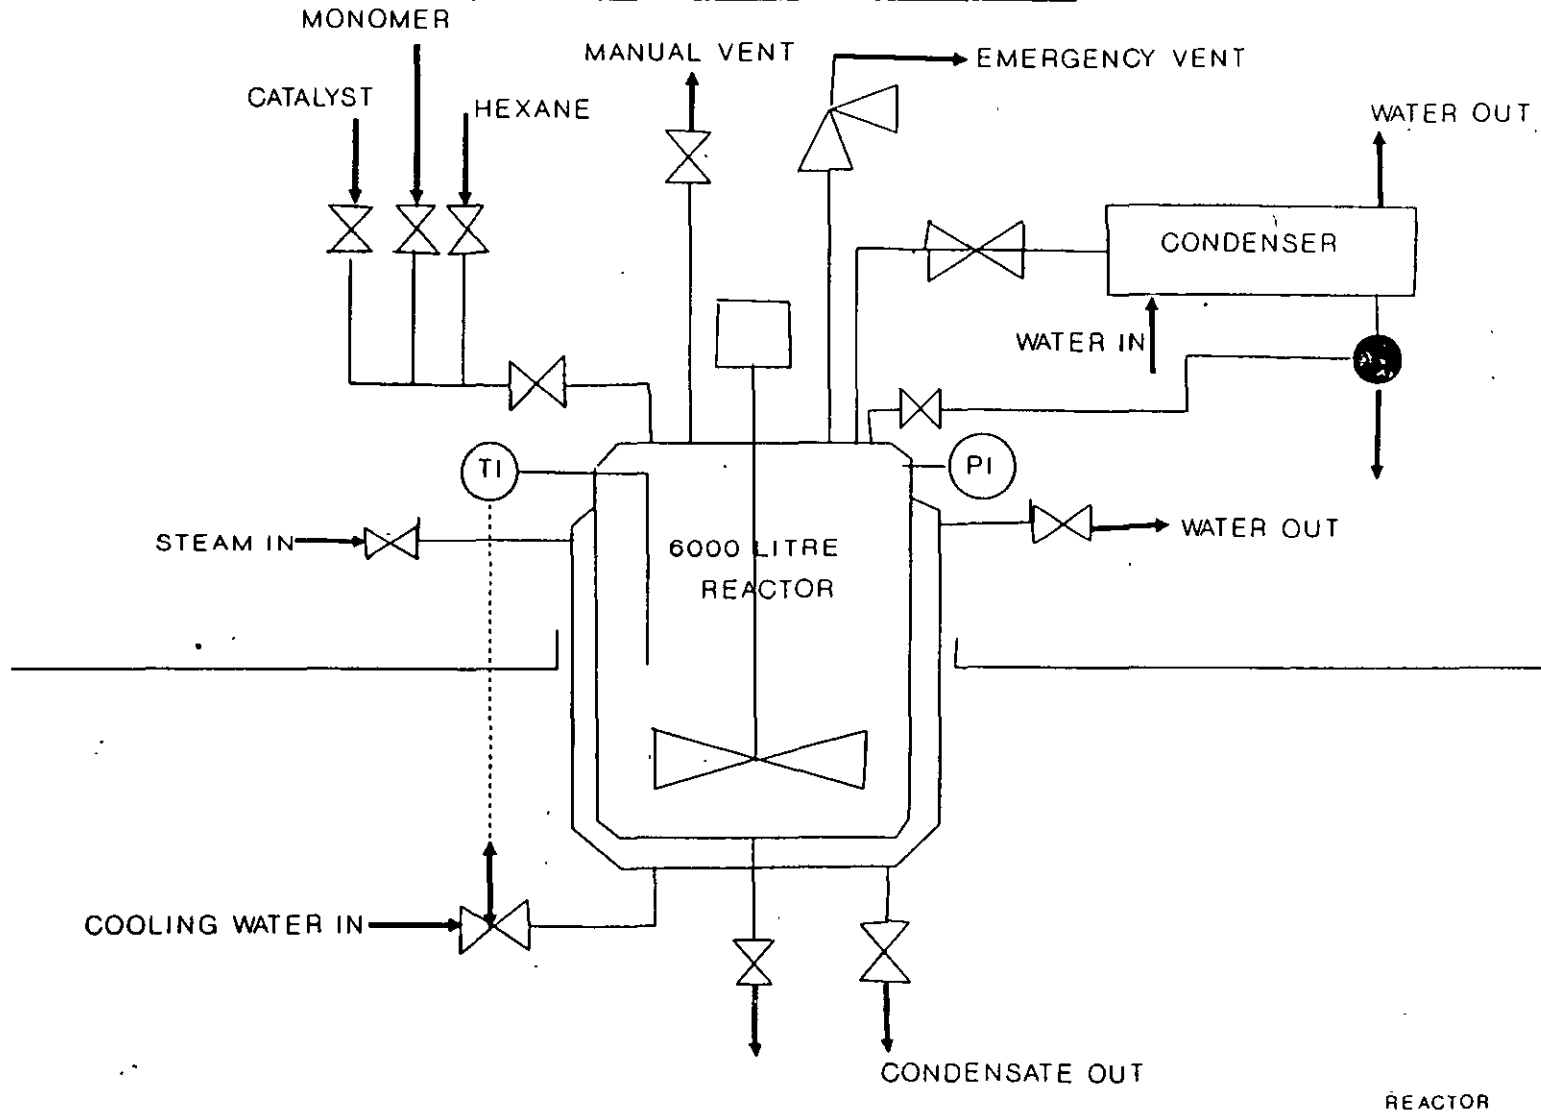 MONOMER
MANUAL VENT
EMERGENCY VENT
CATALYST
HEXANE
WATER OUT
CONDENSER
WATER IN
TI
PI
STEAM IN
6000 LITRE
REACTOR
WATER OUT
COOLING WATER IN
CONDENSATE OUT
REACTOR